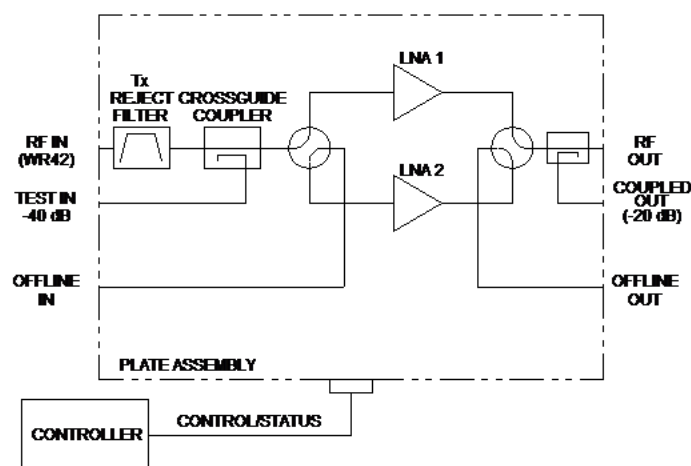 LNA 1
Tx
REJECT
FILTER
CROSSGUIDE
COUPLER
RF IN
(WR42)
RF
OUT
LNA 2
TEST IN
-40 dB
COUPLED
OUT
(-20 dB)
OFFLINE
IN
OFFLINE
OUT
PLATE ASSEMBLY
CONTROL/STATUS
CONTROLLER